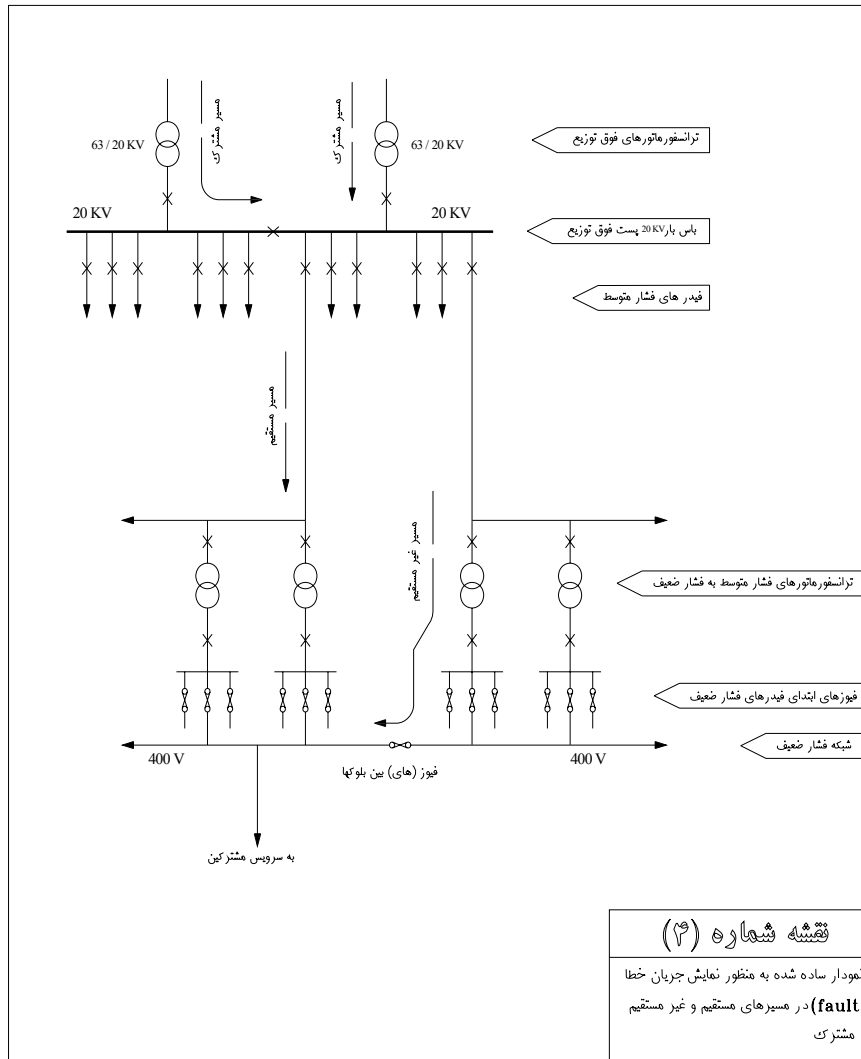 مسیر مشترک
مسیر مشترک
63 / 20 KV
63 / 20 KV
ترانسفورماتورهای فوق توزیع
20 KV
20 KV
باس بار 20 KV پست فوق توزیع
فیدر های فشار متوسط
مسیر مستقیم
مسیر غیر مستقیم
ترانسفورماتورهای فشار متوسط به فشار ضعیف
فیوزهای ابتدای فیدرهای فشار ضعیف
شبکه فشار ضعیف
400 V
400 V
فیوز (های) بین بلوکها
به سرویس مشترکین
نقشه شماره (۴)
نمودار ساده شده به منظور نمایش جریان خطا
(fault در مسیرهای مستقیم و غیر مستقیم
مشترک